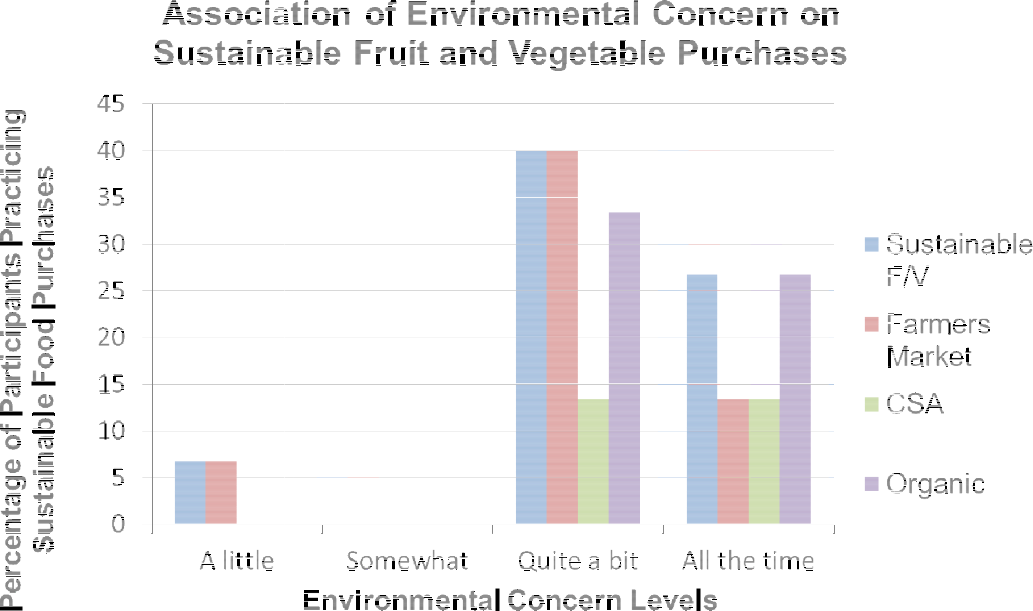 Association of Environmental Concern on
Sustainable Fruit and Vegetable Purchases
Percentage of Participants Practicing
Sustainable Food Purchases
45
40
35
30
25
20
15
10
5
0
A little
Somewhat
Quite a bit
All the time
Environmental Concern Levels
Sustainable
F/V
Farmers
Market
CSA
Organic